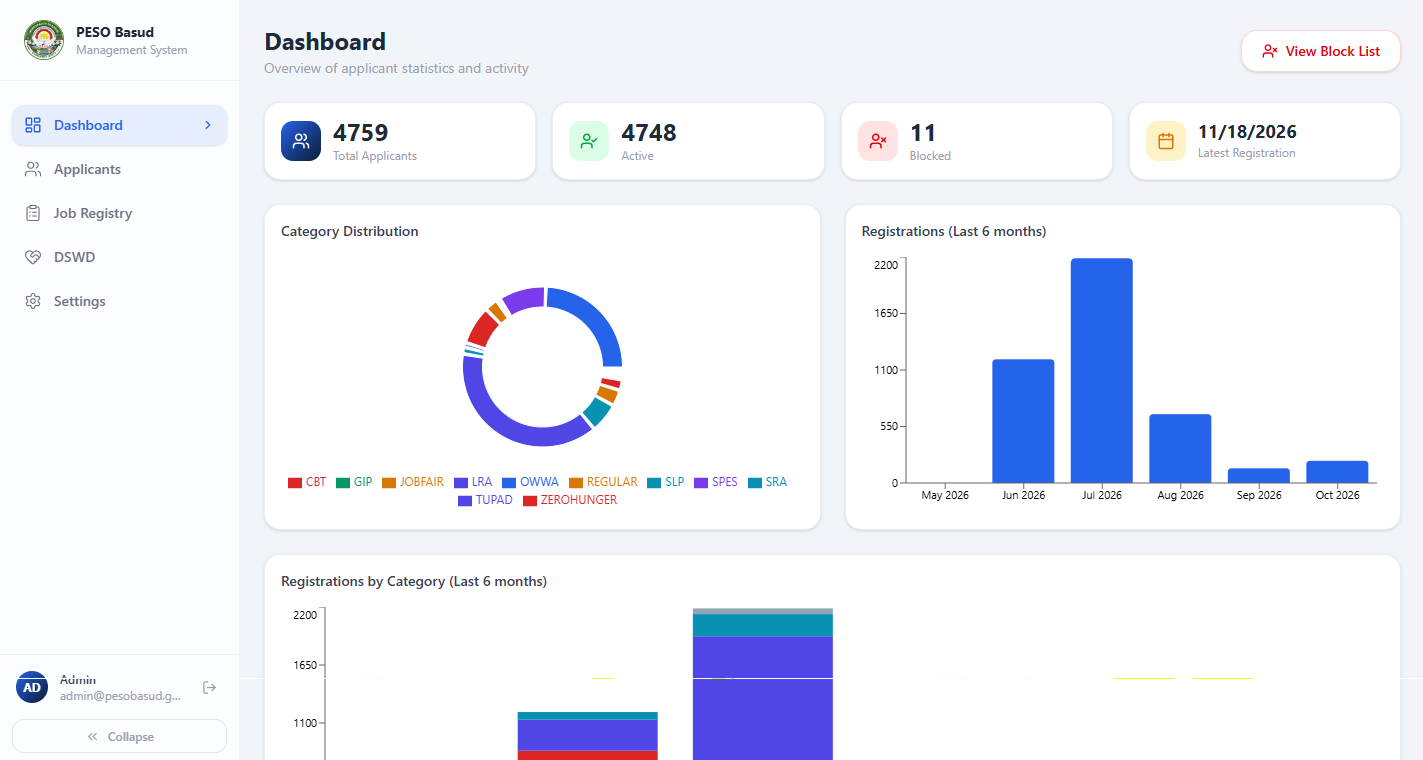 PESO Basud
Management System
Dashboard
Applicants
Job Registry
DSWD
Settings
AD
Admin
admin@pesobasud.g...
Collapse
Dashboard
Overview of applicant statistics and activity
View Block List
4759
Total Applicants
4748
Active
11
Blocked
11/18/2026
Latest Registration
Category Distribution
CBT GIP JOBFAIR LRA OWWA REGULAR SLP SPES SRA
TUPAD ZEROHUNGER
Registrations (Last 6 months)
2200
1650
1100
550
0
May 2026 Jun 2026 Jul 2026 Aug 2026 Sep 2026 Oct 2026
Registrations by Category (Last 6 months)
2200
1650
1100